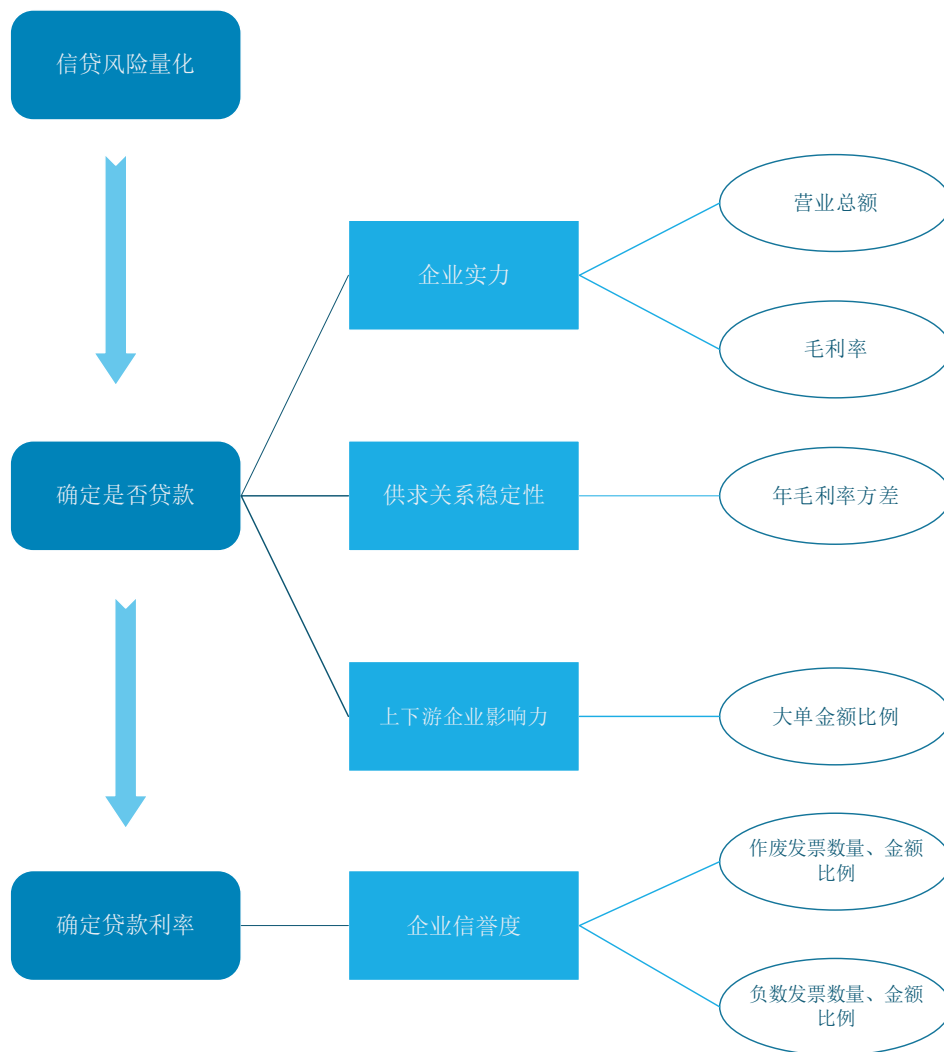 信贷风险量化
营业总额
企业实力
毛利率
确定是否贷款
供求关系稳定性
年毛利率方差
上下游企业影响力
大单金额比例
作废发票数量、金额
比例
确定贷款利率
企业信誉度
负数发票数量、金额
比例